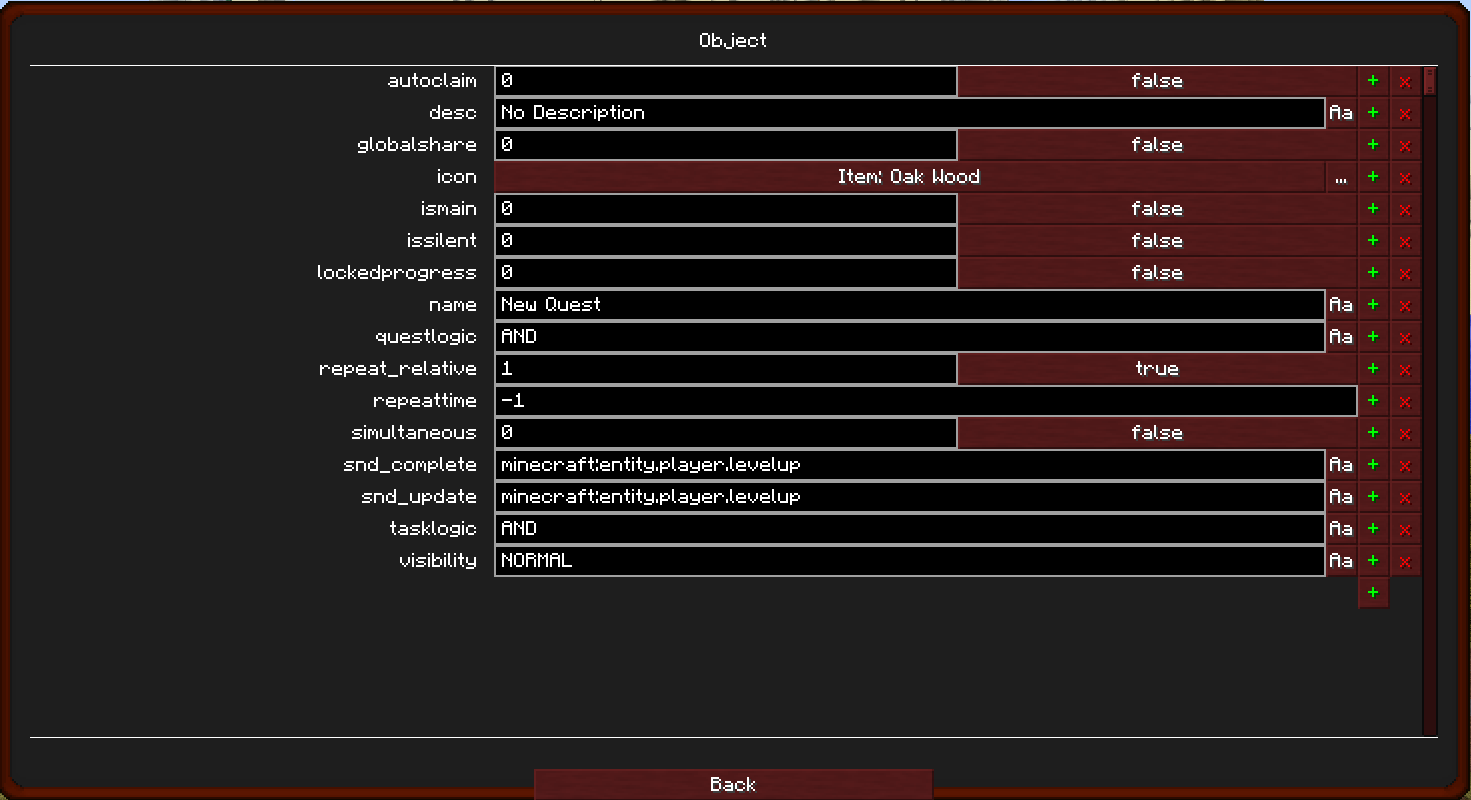 Object
autoclaim 0 false + x
desc No Description Aa + x
globalshare 0 false + x
icon Item: Oak Wood ... + x
ismain 0 false + x
issilent 0 false + x
lockedprogress 0 false + x
name New Quest Aa + x
questlogic AND Aa + x
repeat_relative 1 true + x
repeattime -1 + x
simultaneous 0 false + x
snd_complete minecraft:entity.player.levelup Aa + x
snd_update minecraft:entity.player.levelup Aa + x
tasklogic AND Aa + x
visibility NORMAL Aa + x
+
Back